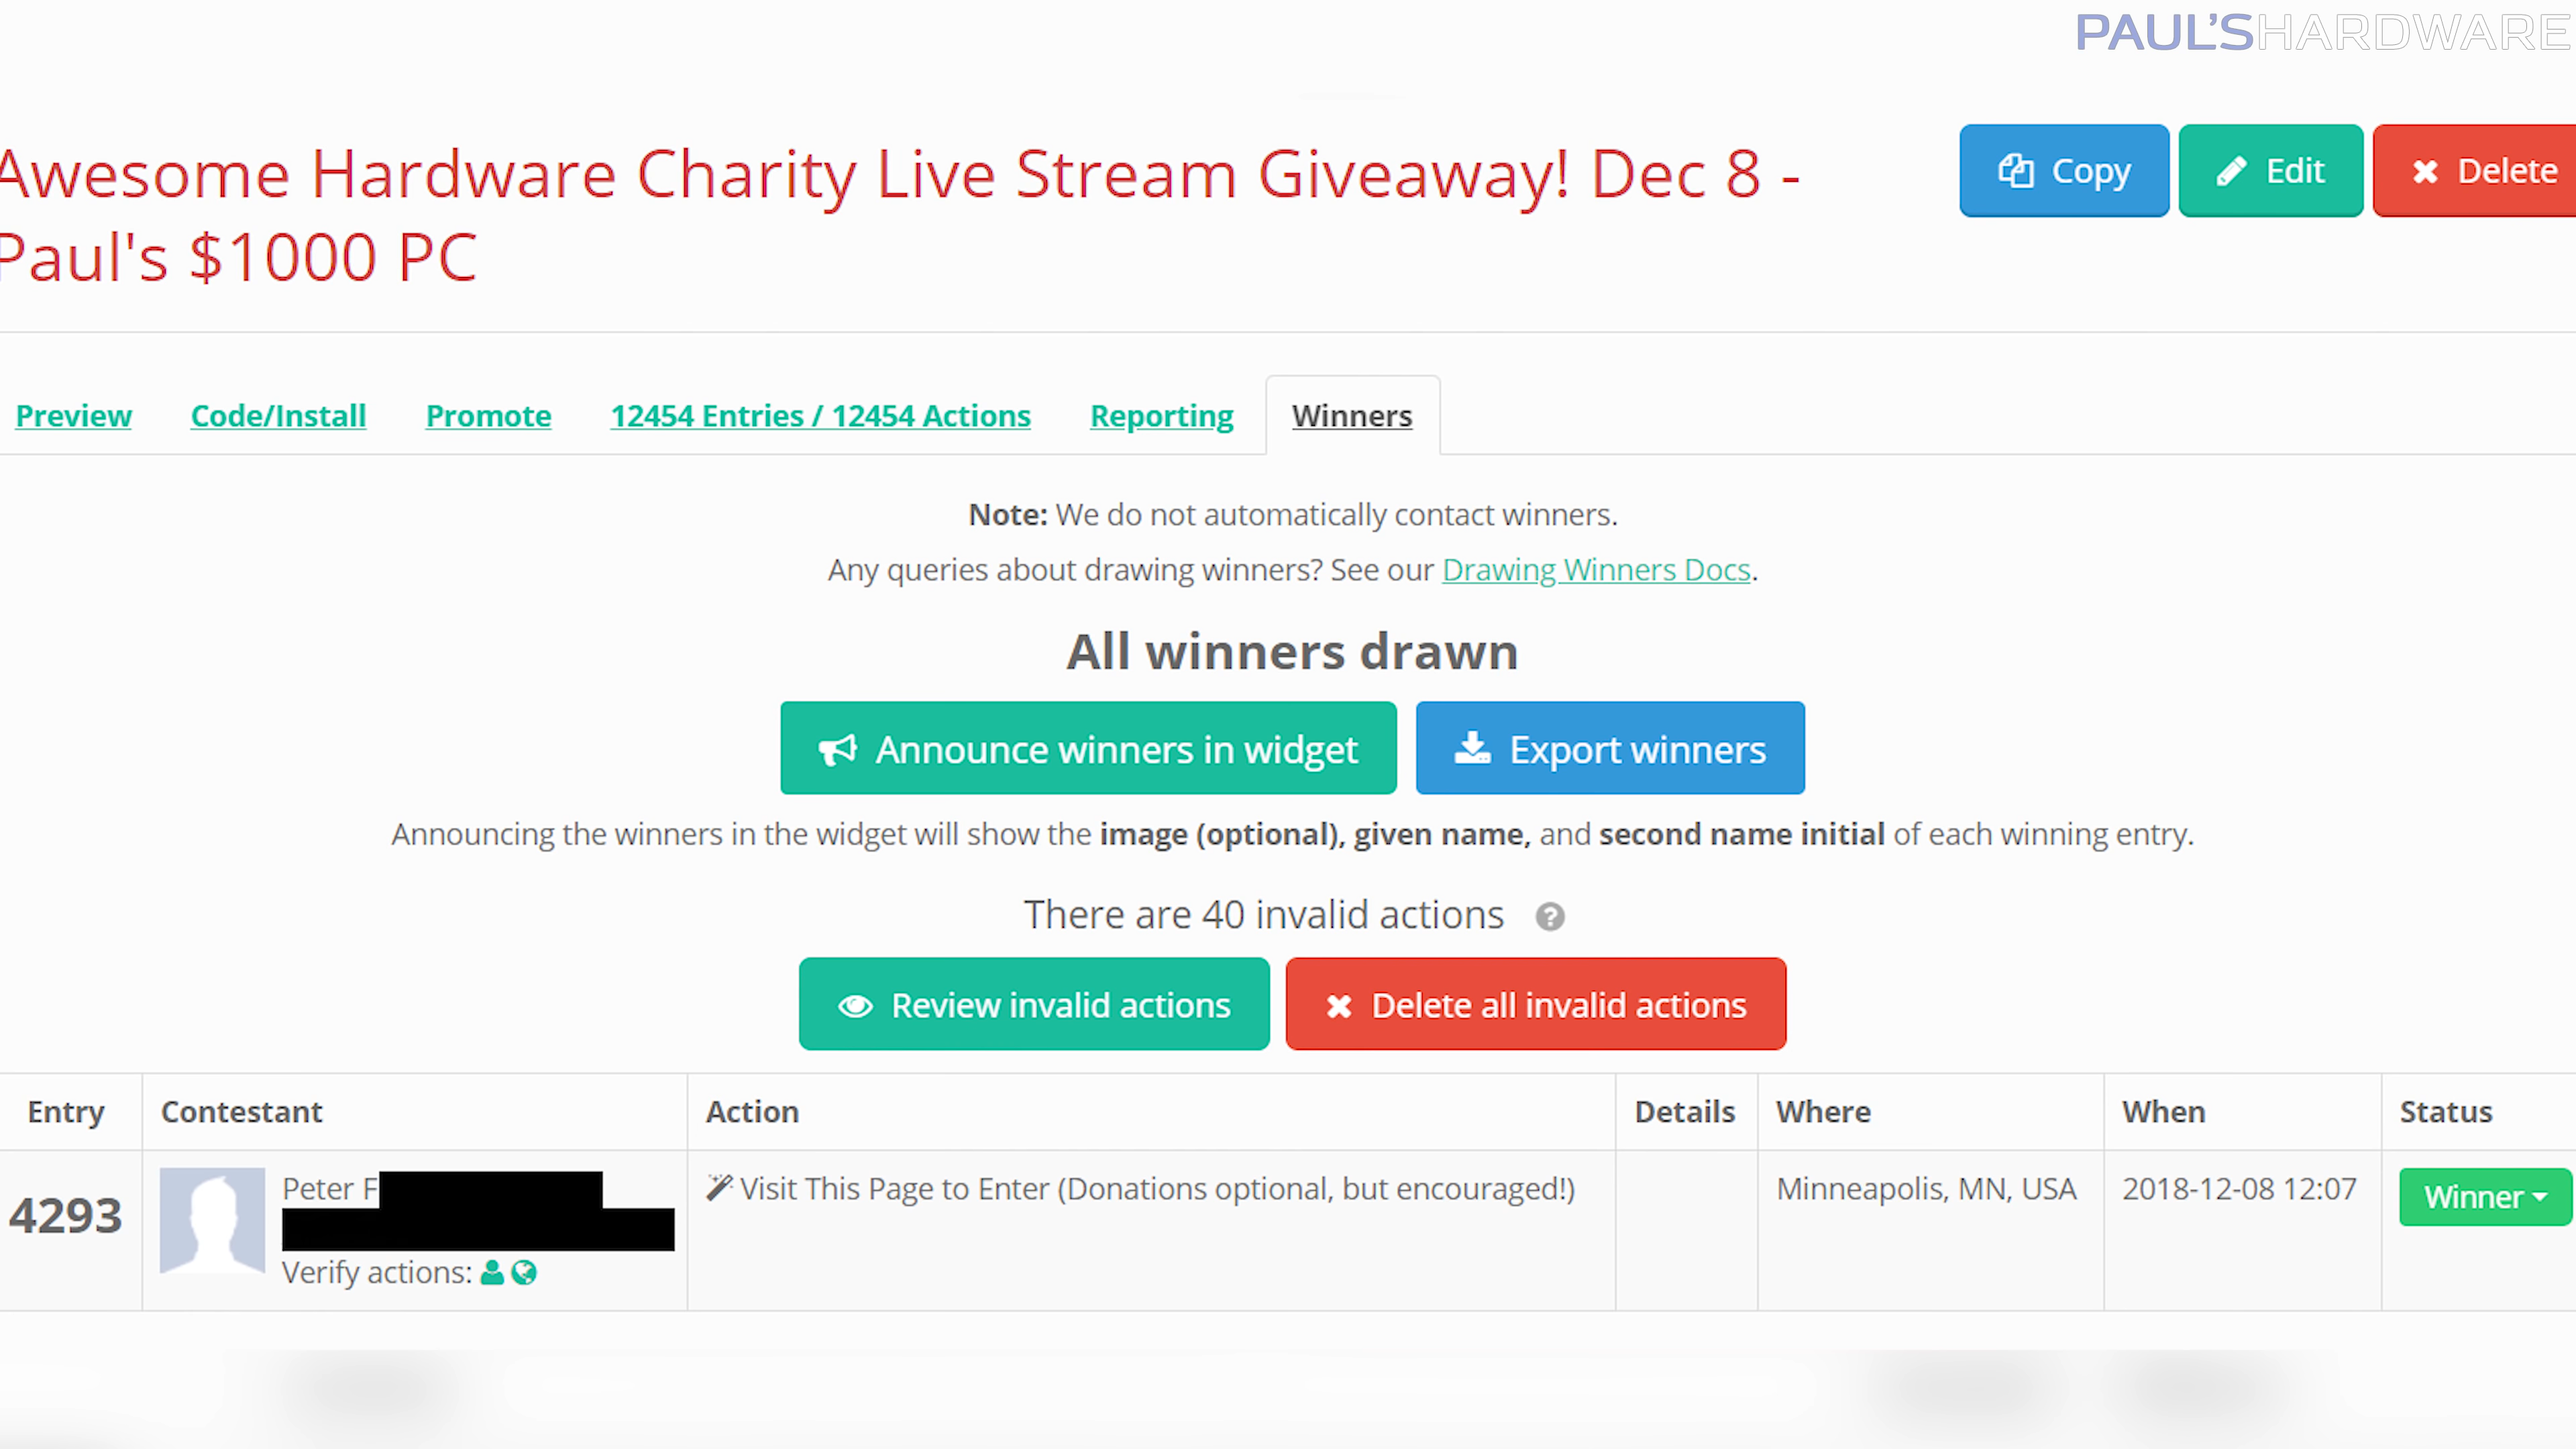 PAUL'SHARDWARE
Awesome Hardware Charity Live Stream Giveaway! Dec 8 -
Paul's $1000 PC
Copy
Edit
Delete
Preview
Code/Install
Promote
12454 Entries / 12454 Actions
Reporting
Winners
Note: We do not automatically contact winners.
Any queries about drawing winners? See our Drawing Winners Docs.
All winners drawn
Announce winners in widget
Export winners
Announcing the winners in the widget will show the image (optional), given name, and second name initial of each winning entry.
There are 40 invalid actions ?
Review invalid actions
Delete all invalid actions
Entry
Contestant
Action
Details
Where
When
Status
4293
Peter F
Verify actions:
Visit This Page to Enter (Donations optional, but encouraged!)
Minneapolis, MN, USA
2018-12-08 12:07
Winner